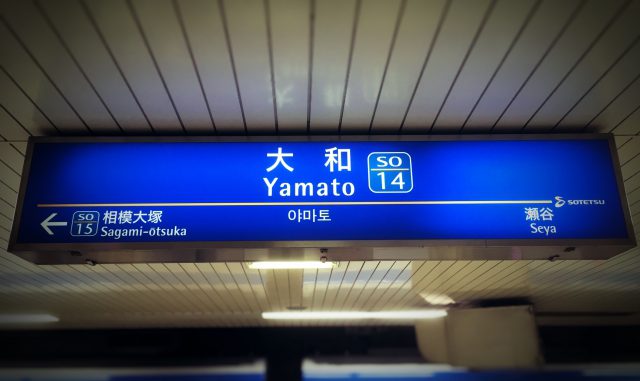 大和 SO 14
Yamato
야마토
SOTETSU
← SO 15 相模大塚
Sagami-ōtsuka
瀬谷
Seya